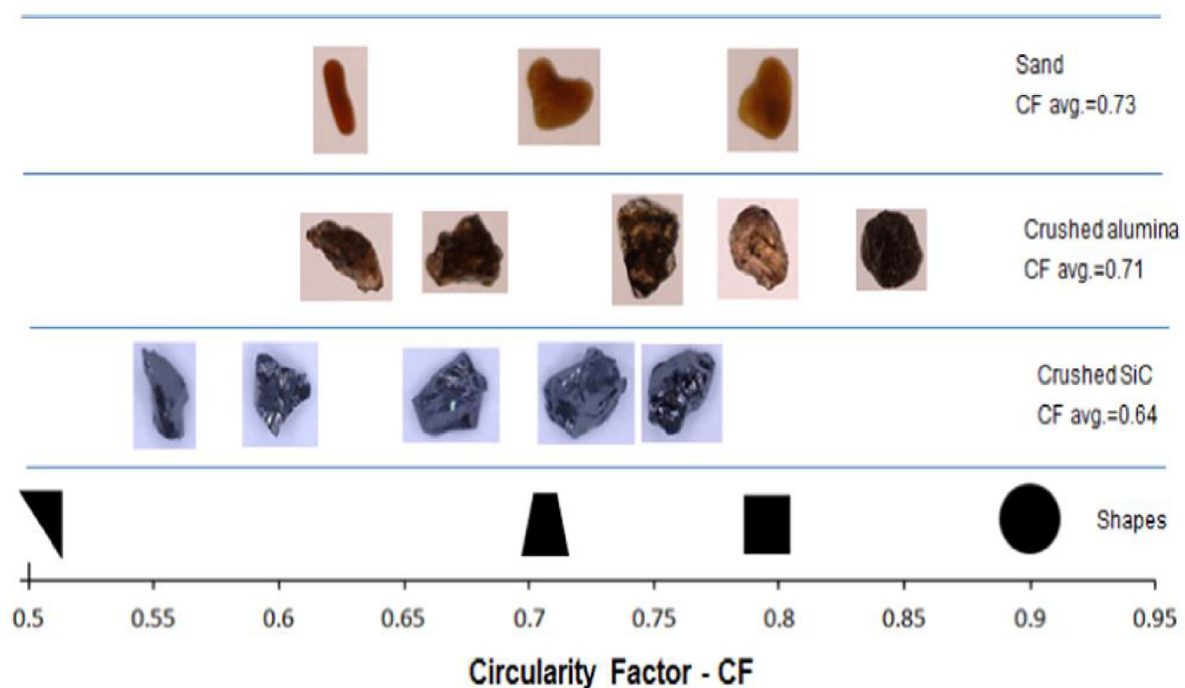 Sand
CF avg.=0.73
Crushed alumina
CF avg.=0.71
Crushed SiC
CF avg.=0.64
Shapes
0.5 0.55 0.6 0.65 0.7 0.75 0.8 0.85 0.9 0.95
Circularity Factor - CF